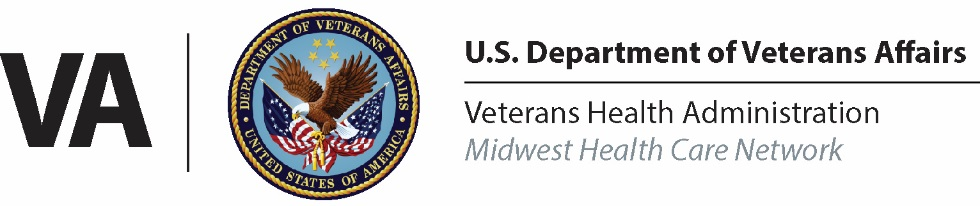 VA
DEPARTMENT OF VETERANS AFFAIRS
UNITED STATES OF AMERICA
U.S. Department of Veterans Affairs
Veterans Health Administration
Midwest Health Care Network